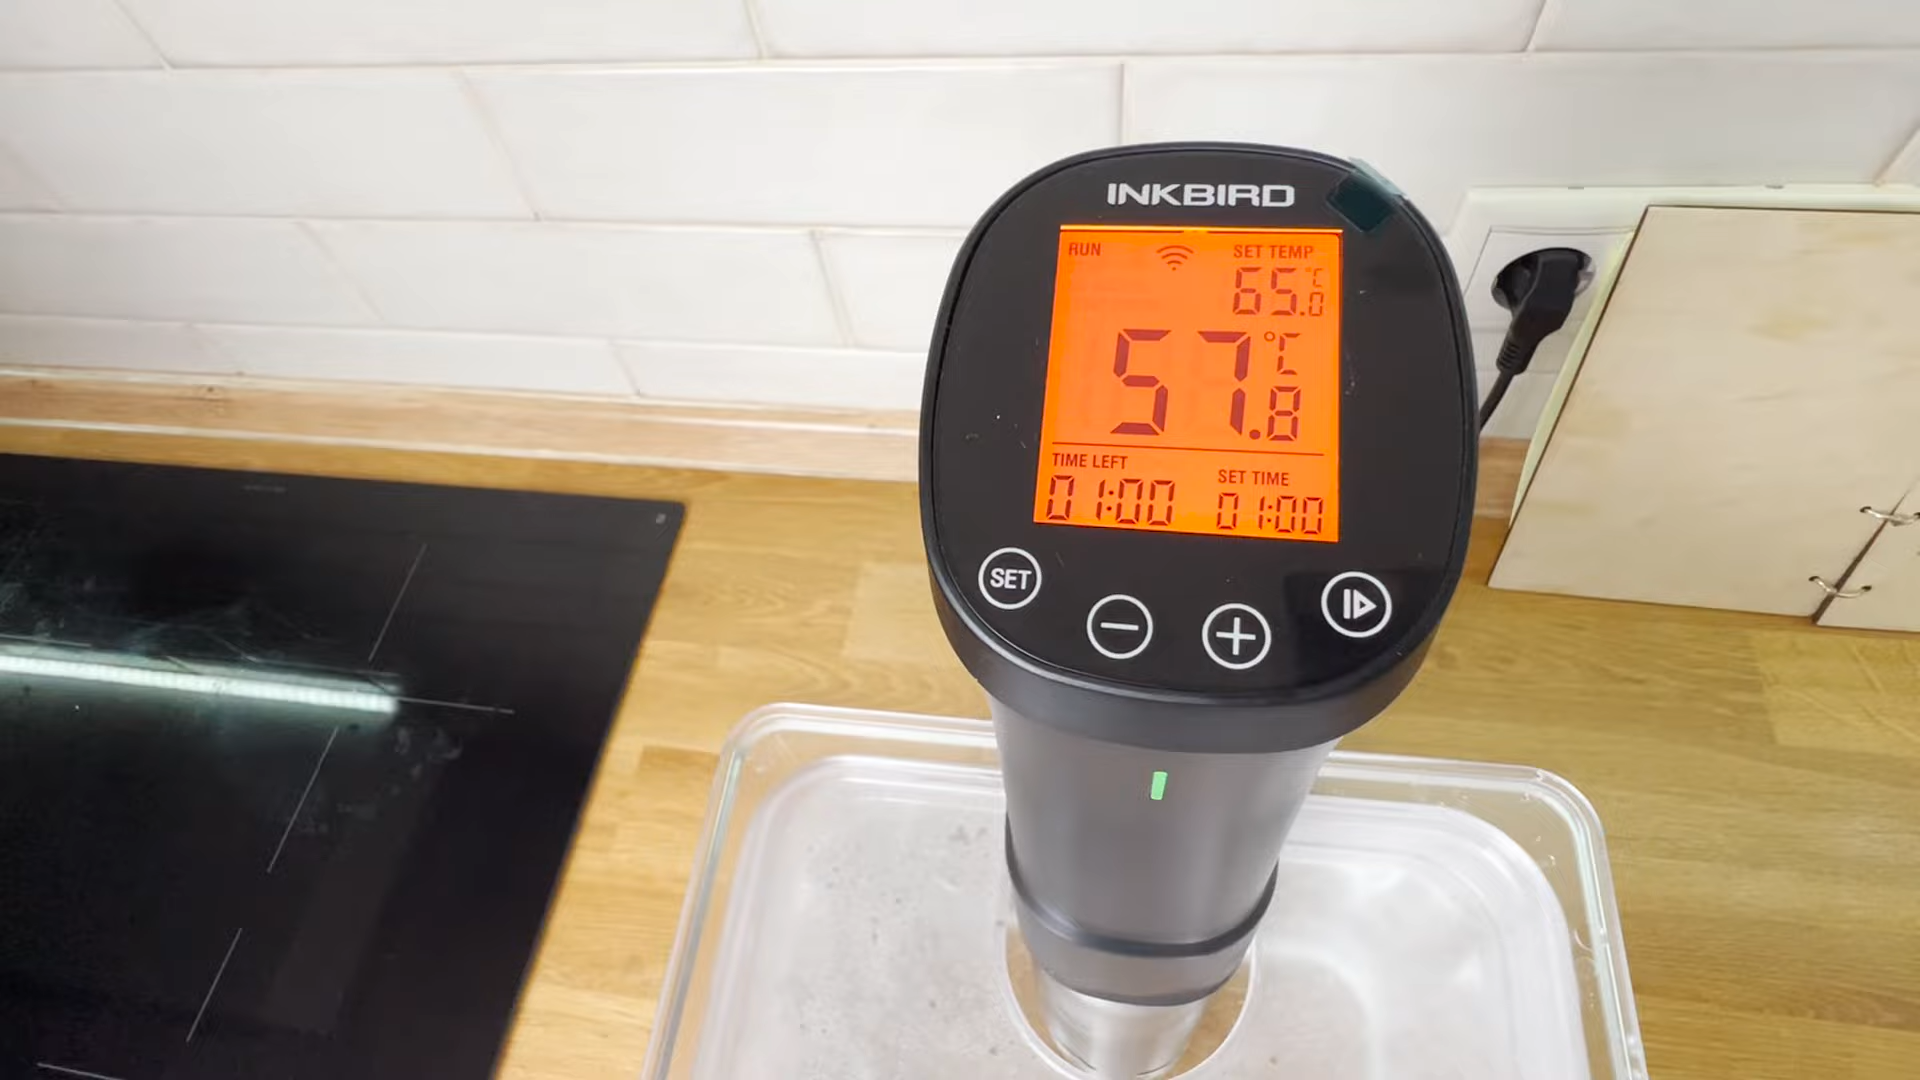 INKBIRD
RUN SET TEMP
65.0 °C
57.8 °C
TIME LEFT SET TIME
01:00 01:00
SET